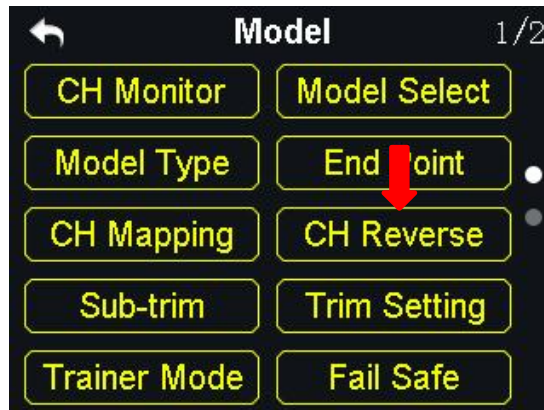 Model 1/2
CH Monitor Model Select
Model Type End Point
CH Mapping CH Reverse
Sub-trim Trim Setting
Trainer Mode Fail Safe